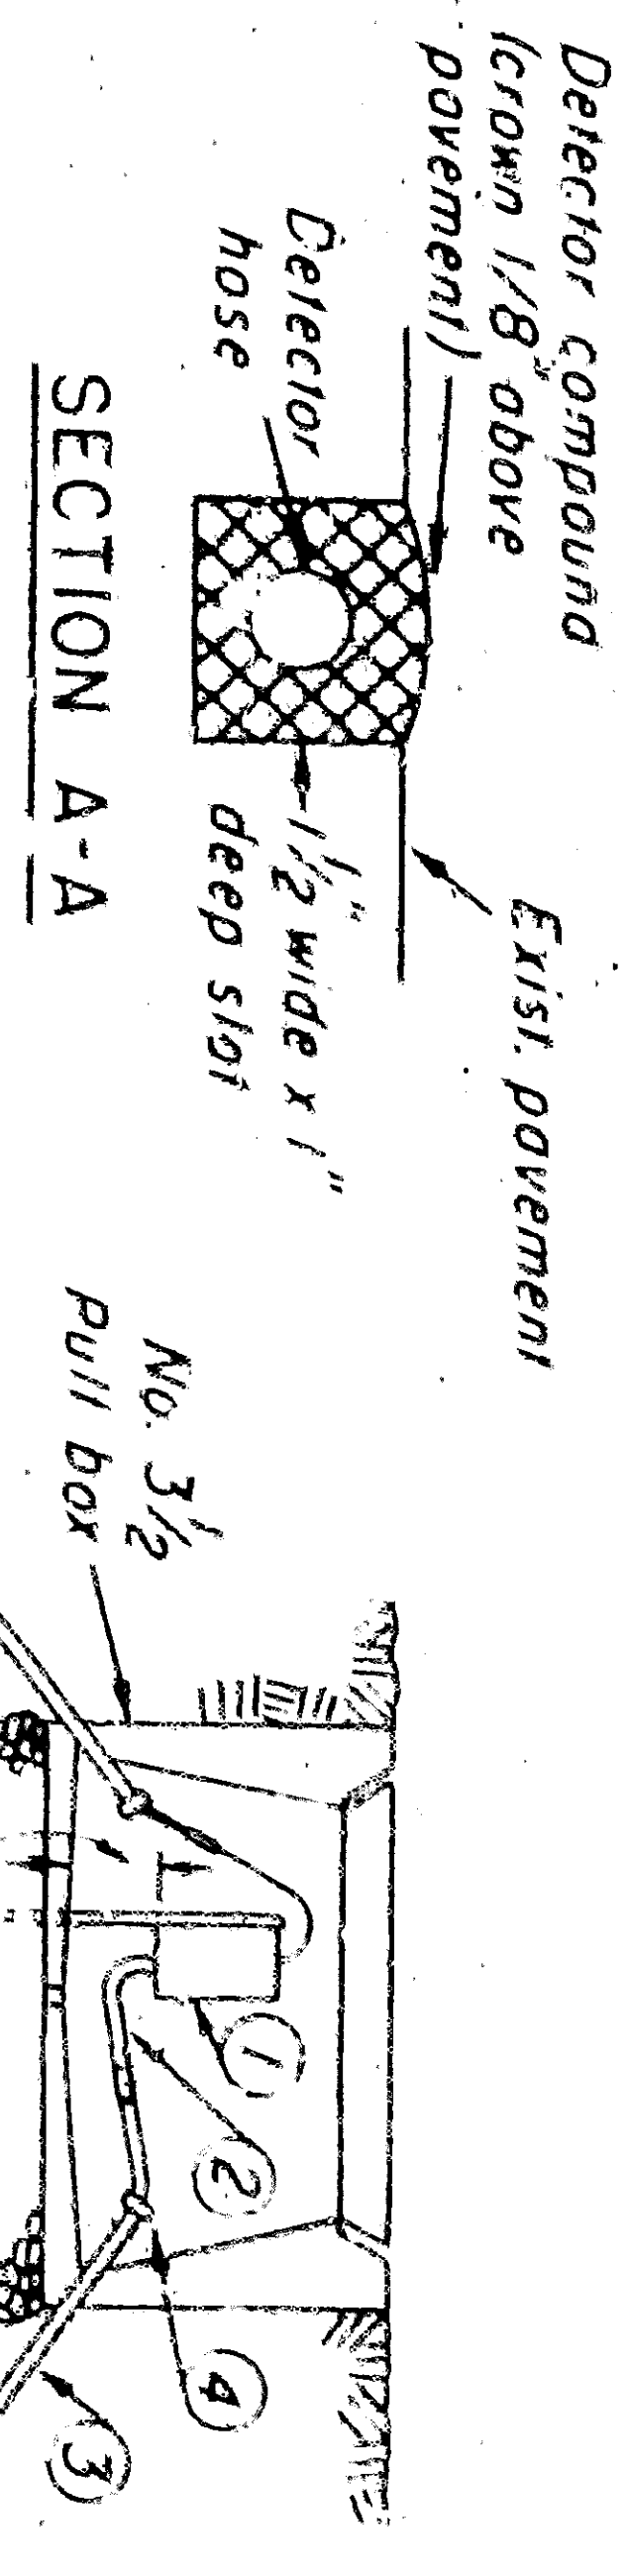 Detector compound
(crown 1/8" above
pavement)
Detector
hose
Exist. pavement
1 1/2" wide x 1"
deep slot
SECTION A-A
No. 3 1/2
Pull box
1
2
4
3